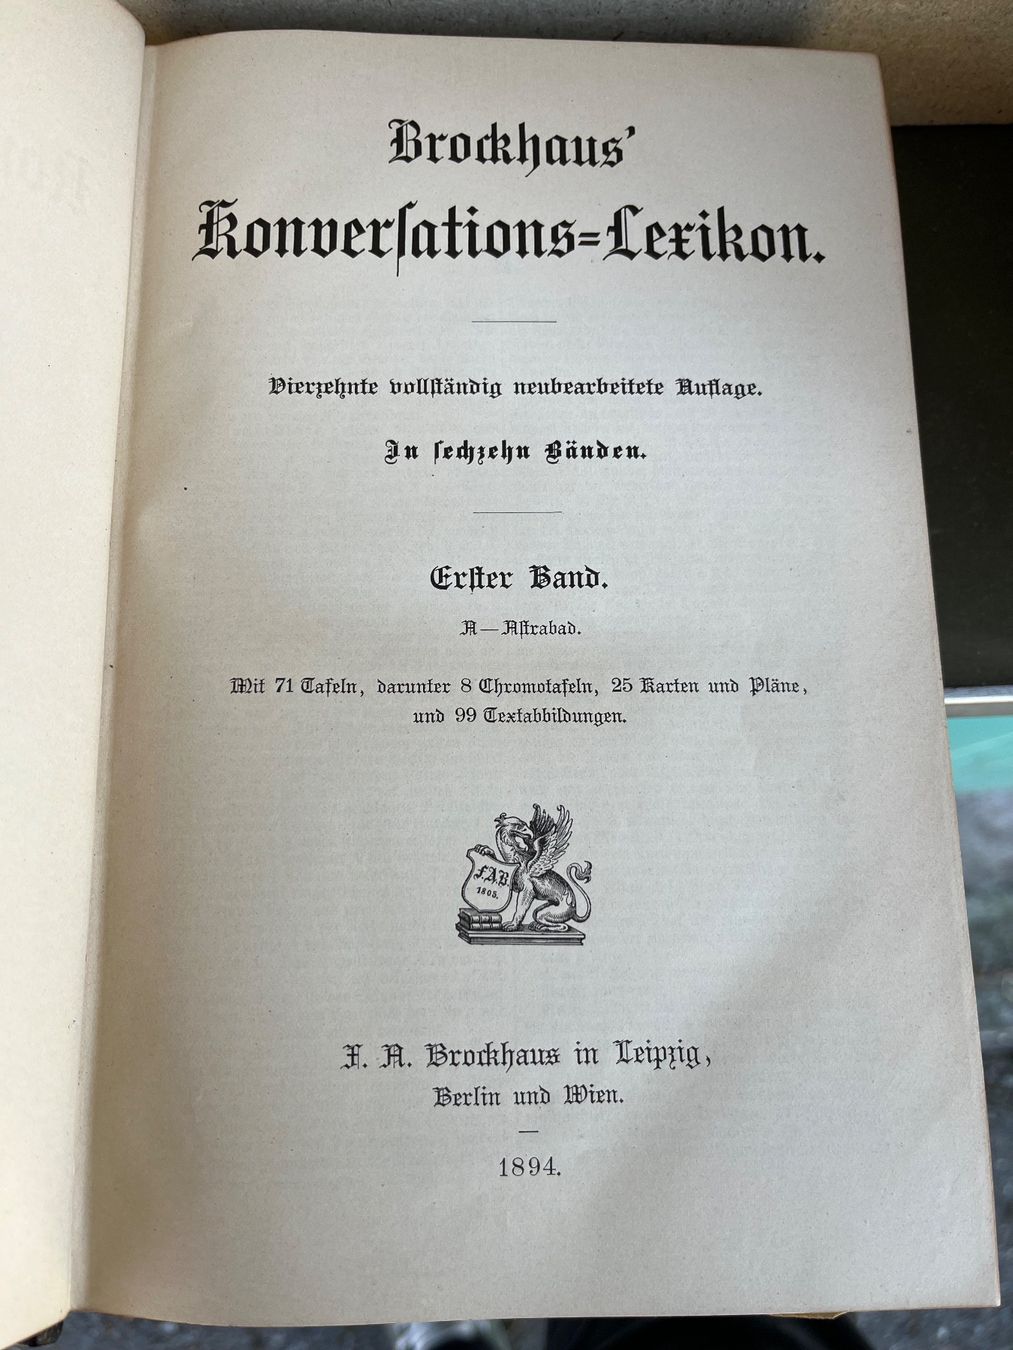 Brockhaus’
Konverſations=Lexikon.
Vierzehnte vollſtändig neubearbeitete Auflage.
In ſechzehn Bänden.
Erſter Band.
A—Aſtrabad.
Mit 71 Tafeln, darunter 8 Chromotafeln, 25 Karten und Pläne,
und 99 Textabbildungen.
F.A.B.
1805.
F. A. Brockhaus in Leipzig,
Berlin und Wien.
1894.